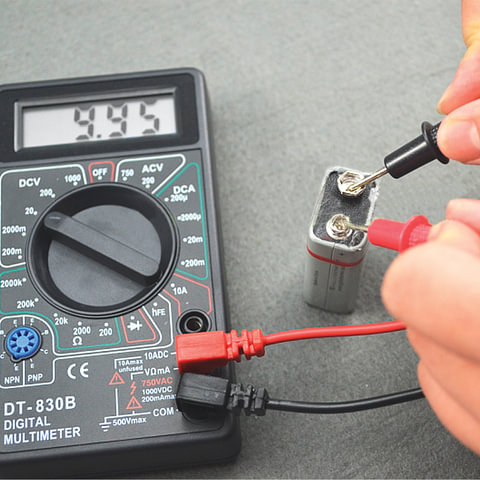 9.95
DCV 1000 OFF 750 ACV
200 200 DCA
20 200µ
2000m 2000µ
200m 20m
2000k 200m
200k 10A
20k 2000 200 hFE
Ω
E E
B B
C C
E E
NPN PNP
CE
10Amax
unfused
10ADC
VΩmA
750VAC
1000VDC
200mAmax
500Vmax
COM
DT-830B
DIGITAL
MULTIMETER